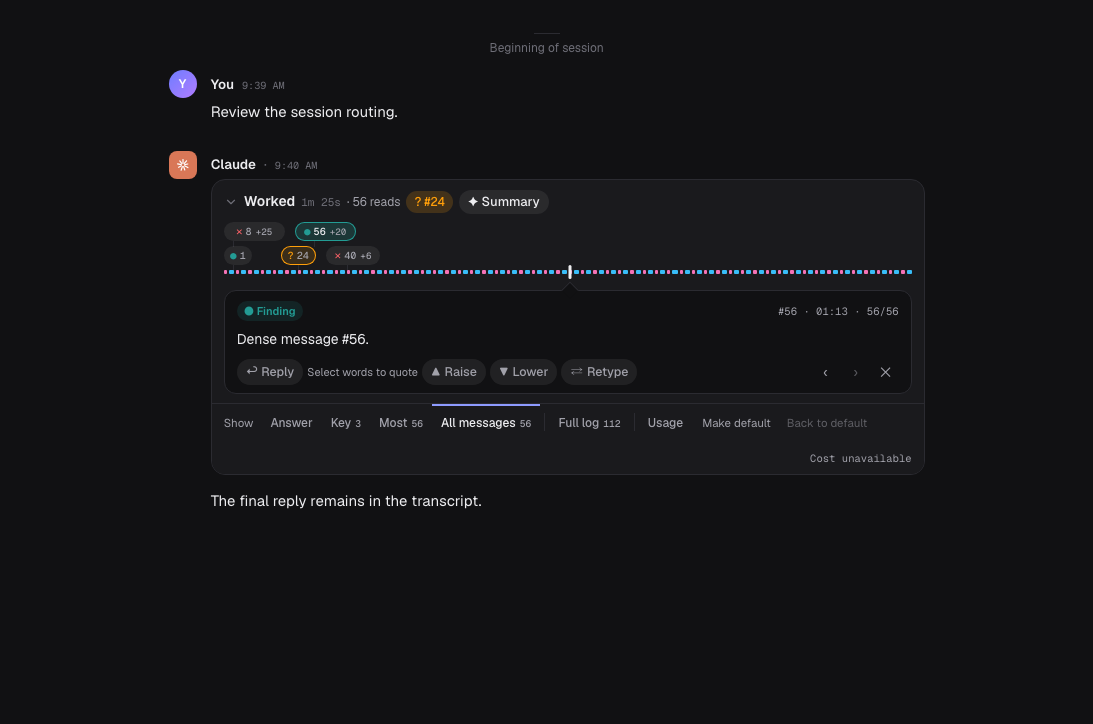 Beginning of session
Y You 9:39 AM
Review the session routing.
Claude · 9:40 AM
Worked 1m 25s · 56 reads ? #24 ✦ Summary
× 8 +25 ● 56 +20
● 1 ? 24 × 40 +6
● Finding #56 · 01:13 · 56/56
Dense message #56.
↩ Reply Select words to quote ▲ Raise ▼ Lower ⇄ Retype ‹ › ×
Show Answer Key 3 Most 56 All messages 56 Full log 112 Usage Make default Back to default
Cost unavailable
The final reply remains in the transcript.